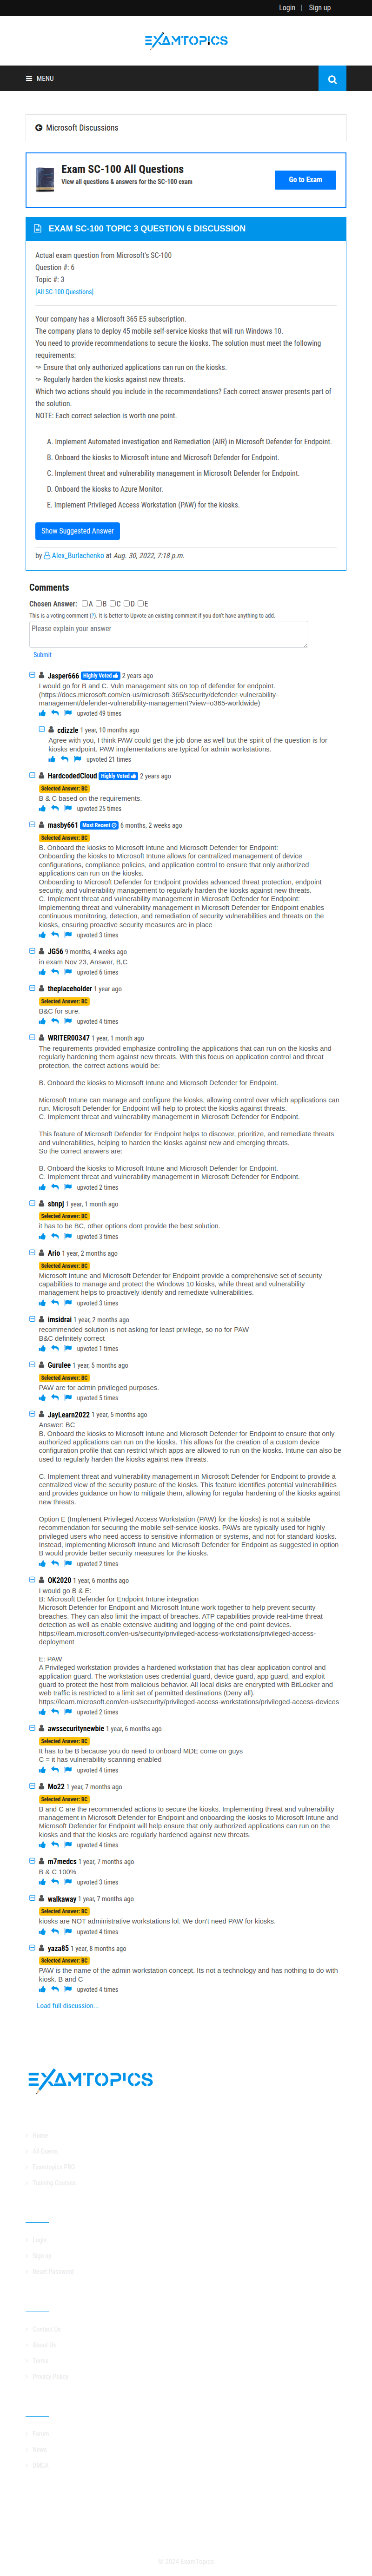 Login | Sign up
EXAMTOPICS
MENU
Microsoft Discussions
Exam SC-100 All Questions
View all questions & answers for the SC-100 exam
Go to Exam
EXAM SC-100 TOPIC 3 QUESTION 6 DISCUSSION
Actual exam question from Microsoft's SC-100
Question #: 6
Topic #: 3
[All SC-100 Questions]
Your company has a Microsoft 365 E5 subscription.
The company plans to deploy 45 mobile self-service kiosks that will run Windows 10.
You need to provide recommendations to secure the kiosks. The solution must meet the following
requirements:
✑ Ensure that only authorized applications can run on the kiosks.
✑ Regularly harden the kiosks against new threats.
Which two actions should you include in the recommendations? Each correct answer presents part of
the solution.
NOTE: Each correct selection is worth one point.
A. Implement Automated investigation and Remediation (AIR) in Microsoft Defender for Endpoint.
B. Onboard the kiosks to Microsoft intune and Microsoft Defender for Endpoint.
C. Implement threat and vulnerability management in Microsoft Defender for Endpoint.
D. Onboard the kiosks to Azure Monitor.
E. Implement Privileged Access Workstation (PAW) for the kiosks.
Show Suggested Answer
by Alex_Burlachenko at Aug. 30, 2022, 7:18 p.m.
Comments
Chosen Answer: A B C D E
This is a voting comment (?). It is better to Upvote an existing comment if you don't have anything to add.
Please explain your answer
Submit
Jasper666 Highly Voted 2 years ago
I would go for B and C. Vuln management sits on top of defender for endpoint.
(https://docs.microsoft.com/en-us/microsoft-365/security/defender-vulnerability-
management/defender-vulnerability-management?view=o365-worldwide)
upvoted 49 times
cdizzle 1 year, 10 months ago
Agree with you, I think PAW could get the job done as well but the spirit of the question is for
kiosks endpoint. PAW implementations are typical for admin workstations.
upvoted 21 times
HardcodedCloud Highly Voted 2 years ago
Selected Answer: BC
B & C based on the requirements.
upvoted 25 times
masby661 Most Recent 6 months, 2 weeks ago
Selected Answer: BC
B. Onboard the kiosks to Microsoft Intune and Microsoft Defender for Endpoint:
Onboarding the kiosks to Microsoft Intune allows for centralized management of device
configurations, compliance policies, and application control to ensure that only authorized
applications can run on the kiosks.
Onboarding to Microsoft Defender for Endpoint provides advanced threat protection, endpoint
security, and vulnerability management to regularly harden the kiosks against new threats.
C. Implement threat and vulnerability management in Microsoft Defender for Endpoint:
Implementing threat and vulnerability management in Microsoft Defender for Endpoint enables
continuous monitoring, detection, and remediation of security vulnerabilities and threats on the
kiosks, ensuring proactive security measures are in place
upvoted 3 times
JG56 9 months, 4 weeks ago
in exam Nov 23, Answer, B,C
upvoted 6 times
theplaceholder 1 year ago
Selected Answer: BC
B&C for sure.
upvoted 4 times
WRITER00347 1 year, 1 month ago
The requirements provided emphasize controlling the applications that can run on the kiosks and
regularly hardening them against new threats. With this focus on application control and threat
protection, the correct actions would be:
B. Onboard the kiosks to Microsoft Intune and Microsoft Defender for Endpoint.
Microsoft Intune can manage and configure the kiosks, allowing control over which applications can
run. Microsoft Defender for Endpoint will help to protect the kiosks against threats.
C. Implement threat and vulnerability management in Microsoft Defender for Endpoint.
This feature of Microsoft Defender for Endpoint helps to discover, prioritize, and remediate threats
and vulnerabilities, helping to harden the kiosks against new and emerging threats.
So the correct answers are:
B. Onboard the kiosks to Microsoft Intune and Microsoft Defender for Endpoint.
C. Implement threat and vulnerability management in Microsoft Defender for Endpoint.
upvoted 2 times
sbnpj 1 year, 1 month ago
Selected Answer: BC
it has to be BC, other options dont provide the best solution.
upvoted 3 times
Ario 1 year, 2 months ago
Selected Answer: BC
Microsoft Intune and Microsoft Defender for Endpoint provide a comprehensive set of security
capabilities to manage and protect the Windows 10 kiosks, while threat and vulnerability
management helps to proactively identify and remediate vulnerabilities.
upvoted 3 times
imsidrai 1 year, 2 months ago
recommended solution is not asking for least privilege, so no for PAW
B&C definitely correct
upvoted 1 times
Gurulee 1 year, 5 months ago
Selected Answer: BC
PAW are for admin privileged purposes.
upvoted 5 times
JayLearn2022 1 year, 5 months ago
Answer: BC
B. Onboard the kiosks to Microsoft Intune and Microsoft Defender for Endpoint to ensure that only
authorized applications can run on the kiosks. This allows for the creation of a custom device
configuration profile that can restrict which apps are allowed to run on the kiosks. Intune can also be
used to regularly harden the kiosks against new threats.
C. Implement threat and vulnerability management in Microsoft Defender for Endpoint to provide a
centralized view of the security posture of the kiosks. This feature identifies potential vulnerabilities
and provides guidance on how to mitigate them, allowing for regular hardening of the kiosks against
new threats.
Option E (Implement Privileged Access Workstation (PAW) for the kiosks) is not a suitable
recommendation for securing the mobile self-service kiosks. PAWs are typically used for highly
privileged users who need access to sensitive information or systems, and not for standard kiosks.
Instead, implementing Microsoft Intune and Microsoft Defender for Endpoint as suggested in option
B would provide better security measures for the kiosks.
upvoted 2 times
OK2020 1 year, 6 months ago
I would go B & E:
B: Microsoft Defender for Endpoint Intune integration
Microsoft Defender for Endpoint and Microsoft Intune work together to help prevent security
breaches. They can also limit the impact of breaches. ATP capabilities provide real-time threat
detection as well as enable extensive auditing and logging of the end-point devices.
https://learn.microsoft.com/en-us/security/privileged-access-workstations/privileged-access-
deployment
E: PAW
A Privileged workstation provides a hardened workstation that has clear application control and
application guard. The workstation uses credential guard, device guard, app guard, and exploit
guard to protect the host from malicious behavior. All local disks are encrypted with BitLocker and
web traffic is restricted to a limit set of permitted destinations (Deny all).
https://learn.microsoft.com/en-us/security/privileged-access-workstations/privileged-access-devices
upvoted 2 times
awssecuritynewbie 1 year, 6 months ago
Selected Answer: BC
It has to be B because you do need to onboard MDE come on guys
C = it has vulnerability scanning enabled
upvoted 4 times
Mo22 1 year, 7 months ago
Selected Answer: BC
B and C are the recommended actions to secure the kiosks. Implementing threat and vulnerability
management in Microsoft Defender for Endpoint and onboarding the kiosks to Microsoft Intune and
Microsoft Defender for Endpoint will help ensure that only authorized applications can run on the
kiosks and that the kiosks are regularly hardened against new threats.
upvoted 4 times
m7medcs 1 year, 7 months ago
B & C 100%
upvoted 3 times
walkaway 1 year, 7 months ago
Selected Answer: BC
kiosks are NOT administrative workstations lol. We don't need PAW for kiosks.
upvoted 4 times
yaza85 1 year, 8 months ago
Selected Answer: BC
PAW is the name of the admin workstation concept. Its not a technology and has nothing to do with
kiosk. B and C
upvoted 4 times
Load full discussion...
EXAMTOPICS
Home
All Exams
Examtopics PRO
Training Courses
Login
Sign up
Reset Password
Contact Us
About Us
Terms
Privacy Policy
Forum
News
DMCA
© 2024 ExamTopics